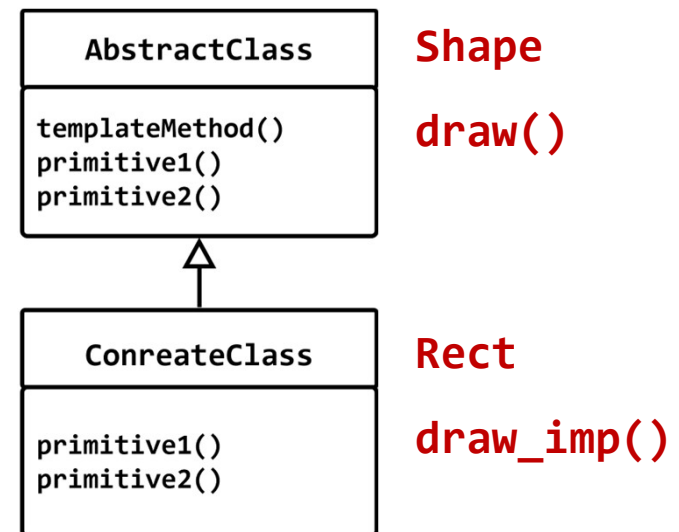 AbstractClass
Shape
templateMethod()
primitive1()
primitive2()
draw()
ConreateClass
Rect
primitive1()
primitive2()
draw_imp()